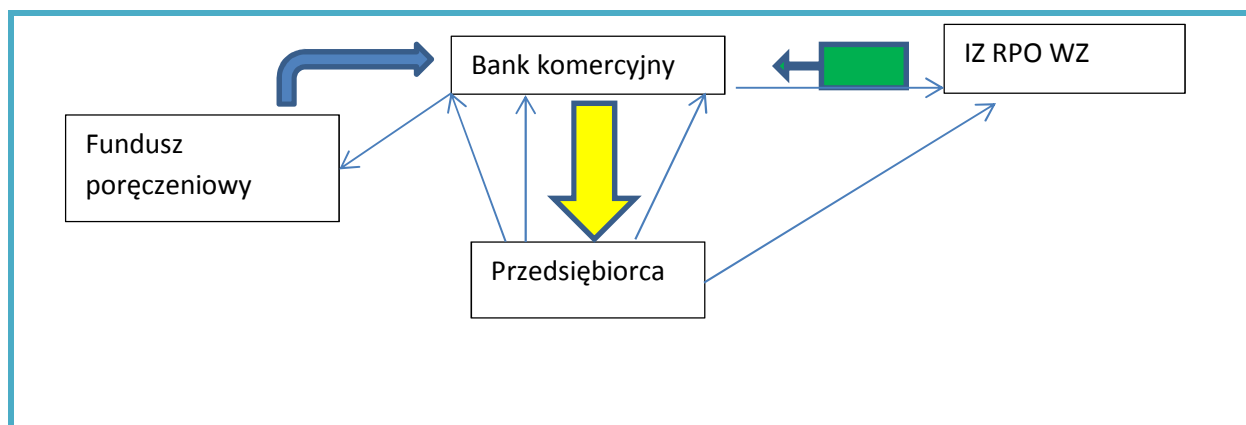 Bank komercyjny
IZ RPO WZ
Fundusz
poręczeniowy
Przedsiębiorca